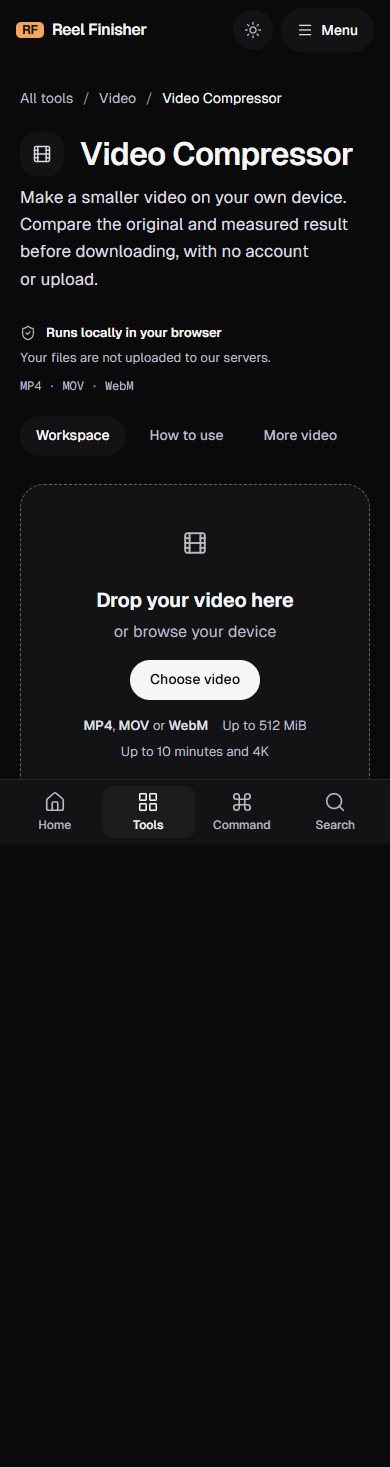 RF Reel Finisher
Menu
All tools / Video / Video Compressor
Video Compressor
Make a smaller video on your own device.
Compare the original and measured result
before downloading, with no account
or upload.
Runs locally in your browser
Your files are not uploaded to our servers.
MP4 · MOV · WebM
Workspace How to use More video
Drop your video here
or browse your device
Choose video
MP4, MOV or WebM Up to 512 MiB
Up to 10 minutes and 4K
Home Tools Command Search